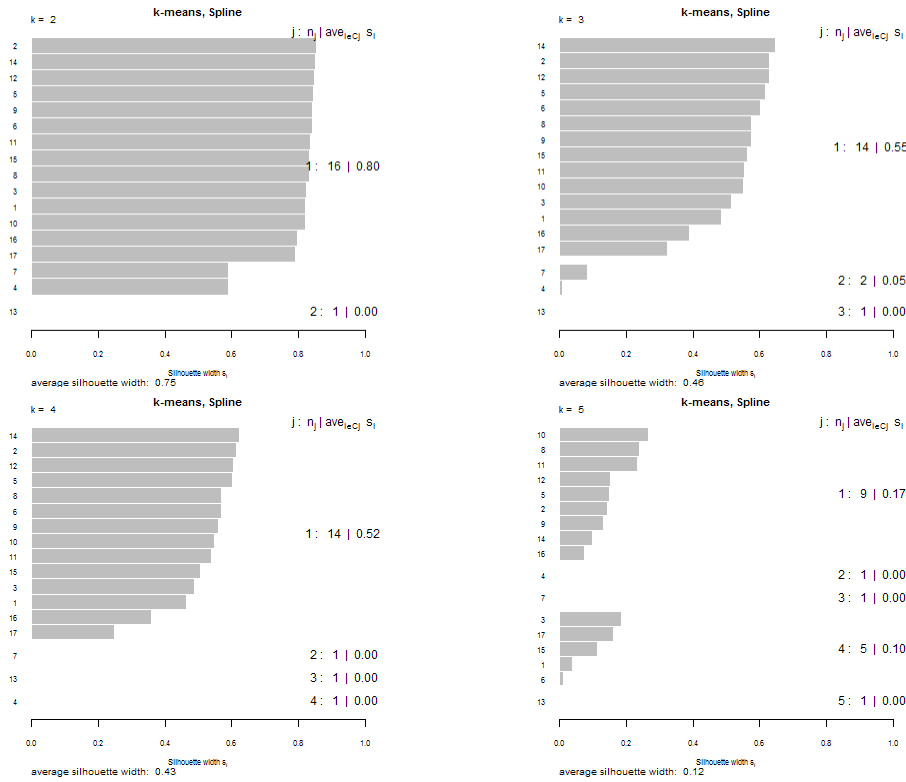 k-means, Spline
k = 2
j : nj | avei∈Cj si
2
14
12
5
9
6
11
15
1 : 16 | 0.80
8
3
1
10
16
17
7
4
13
2 : 1 | 0.00
0.0 0.2 0.4 0.6 0.8 1.0
Silhouette width si
average silhouette width: 0.75
k-means, Spline
k = 3
j : nj | avei∈Cj si
14
2
12
5
6
8
9
1 : 14 | 0.55
15
11
10
3
1
16
17
7
2 : 2 | 0.05
4
13
3 : 1 | 0.00
0.0 0.2 0.4 0.6 0.8 1.0
Silhouette width si
average silhouette width: 0.46
k-means, Spline
k = 4
j : nj | avei∈Cj si
14
2
12
5
8
6
9
1 : 14 | 0.52
10
11
15
3
1
16
17
7
2 : 1 | 0.00
13
3 : 1 | 0.00
4
4 : 1 | 0.00
0.0 0.2 0.4 0.6 0.8 1.0
Silhouette width si
average silhouette width: 0.43
k-means, Spline
k = 5
j : nj | avei∈Cj si
10
8
11
12
5
1 : 9 | 0.17
2
9
14
16
4
2 : 1 | 0.00
7
3 : 1 | 0.00
3
17
15
4 : 5 | 0.10
1
6
13
5 : 1 | 0.00
0.0 0.2 0.4 0.6 0.8 1.0
Silhouette width si
average silhouette width: 0.12